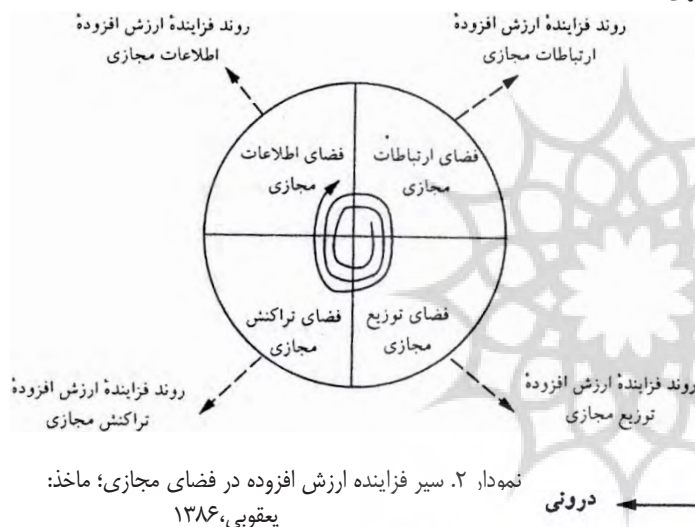 روند فزایندهٔ ارزش افزودهٔ
ارتباطات مجازی
روند فزایندهٔ ارزش افزودهٔ
اطلاعات مجازی
فضای ارتباطات
مجازی
فضای اطلاعات
مجازی
فضای توزیع
مجازی
فضای تراکنش
مجازی
روند فزایندهٔ ارزش افزودهٔ
توزیع مجازی
روند فزایندهٔ ارزش افزودهٔ
تراکنش مجازی
نمودار ۲. سیر فزاینده ارزش افزوده در فضای مجازی؛ ماخذ:
یعقوبی،۱۳۸۶
درونی